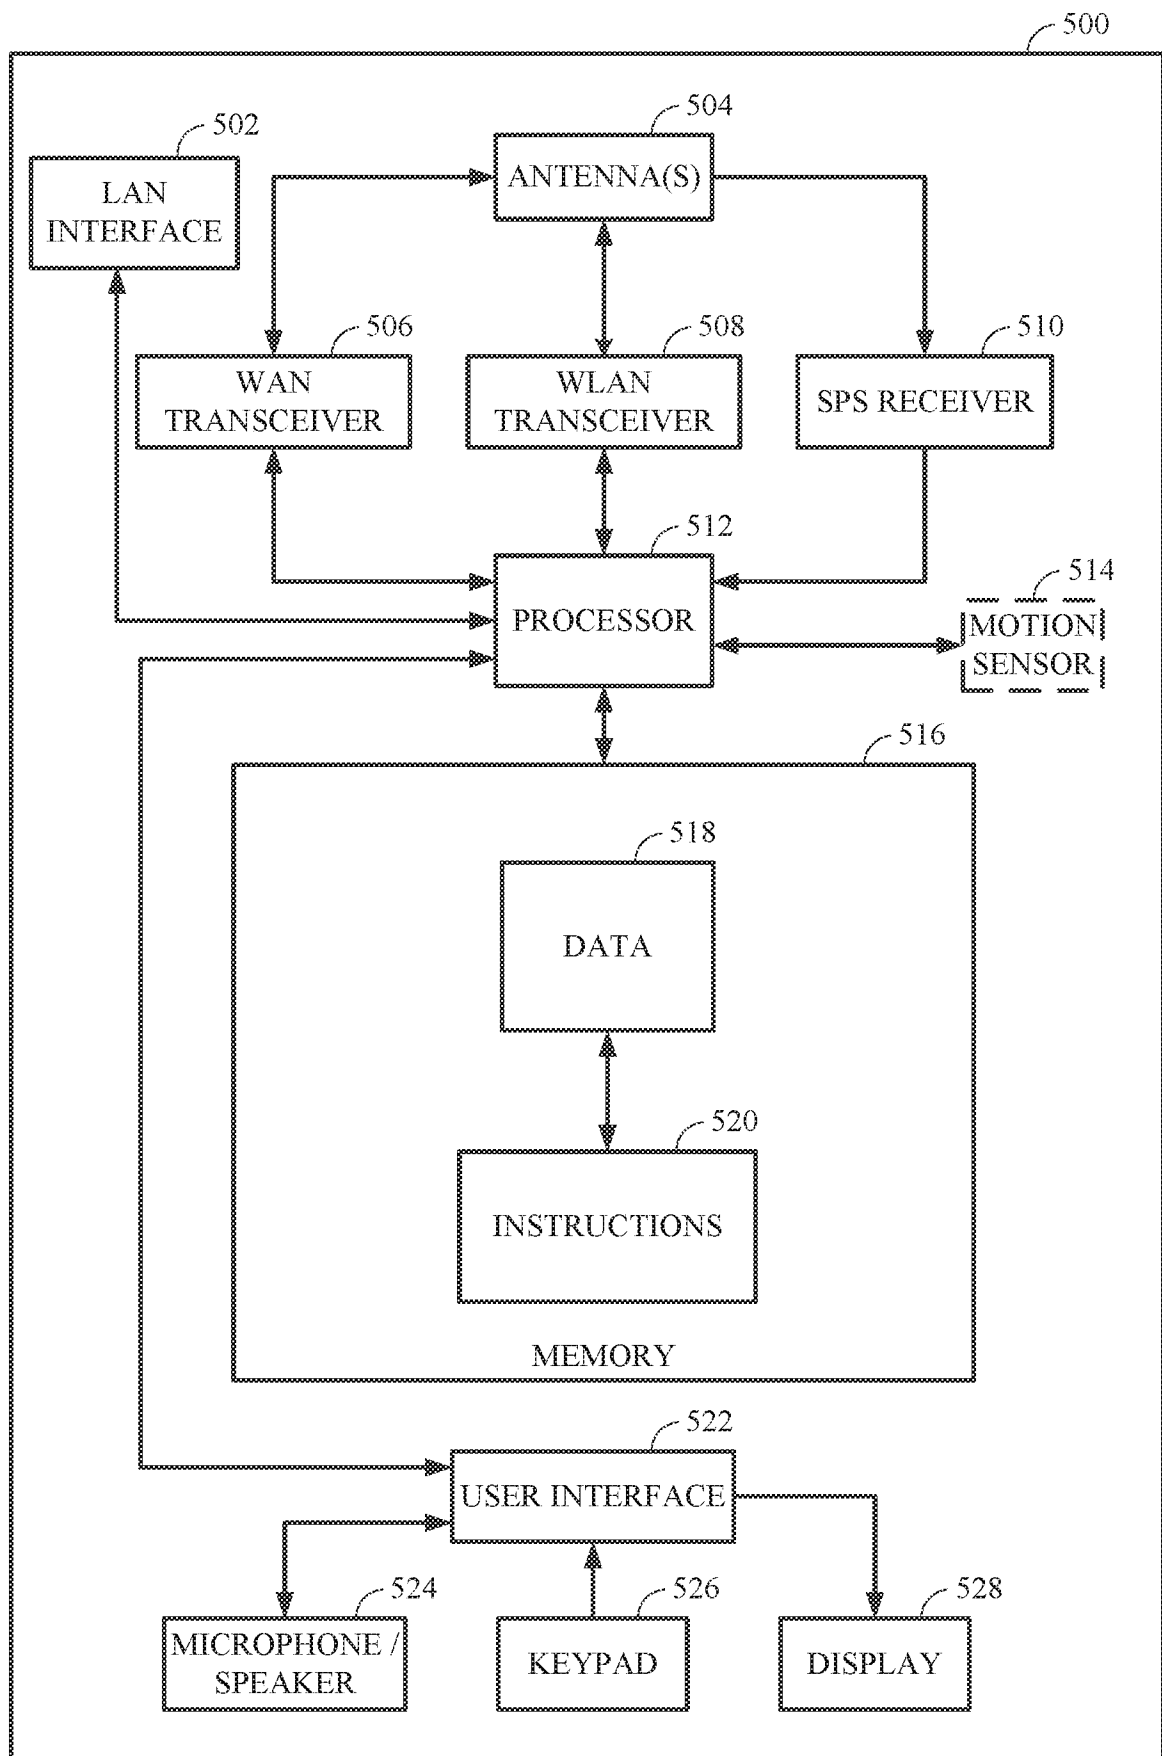 500
502
504
LAN
INTERFACE
ANTENNA(S)
506
508
510
WAN
TRANSCEIVER
WLAN
TRANSCEIVER
SPS RECEIVER
512
514
PROCESSOR
MOTION
SENSOR
516
518
DATA
520
INSTRUCTIONS
MEMORY
522
USER INTERFACE
524
526
528
MICROPHONE /
SPEAKER
KEYPAD
DISPLAY